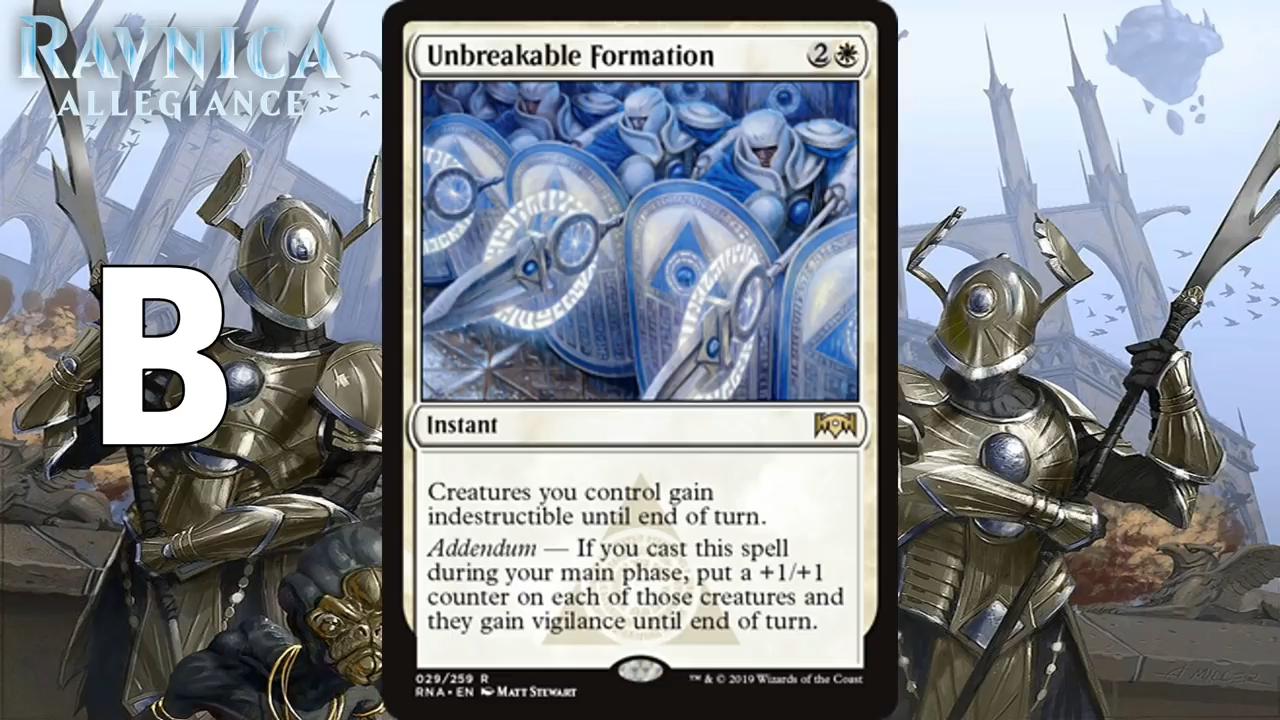 RAVNICA
ALLEGIANCE
B
Unbreakable Formation
2
Instant
Creatures you control gain
indestructible until end of turn.
Addendum — If you cast this spell
during your main phase, put a +1/+1
counter on each of those creatures and
they gain vigilance until end of turn.
029/259 R
RNA • EN Matt Stewart
™ & © 2019 Wizards of the Coast
A. MILLER